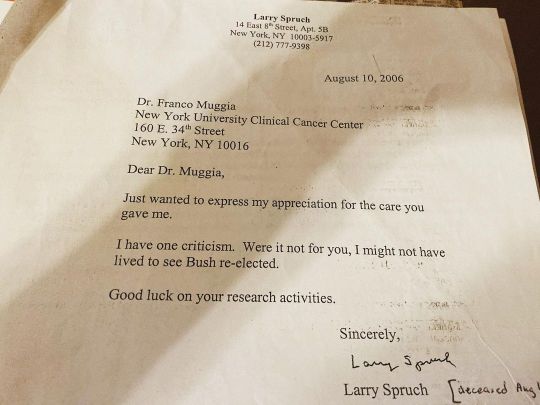 Larry Spruch
14 East 8th Street, Apt. 5B
New York, NY 10003-5917
(212) 777-9398
August 10, 2006
Dr. Franco Muggia
New York University Clinical Cancer Center
160 E. 34th Street
New York, NY 10016
Dear Dr. Muggia,
Just wanted to express my appreciation for the care you
gave me.
I have one criticism. Were it not for you, I might not have
lived to see Bush re-elected.
Good luck on your research activities.
Sincerely,
Larry Spruch
Larry Spruch [deceased Aug